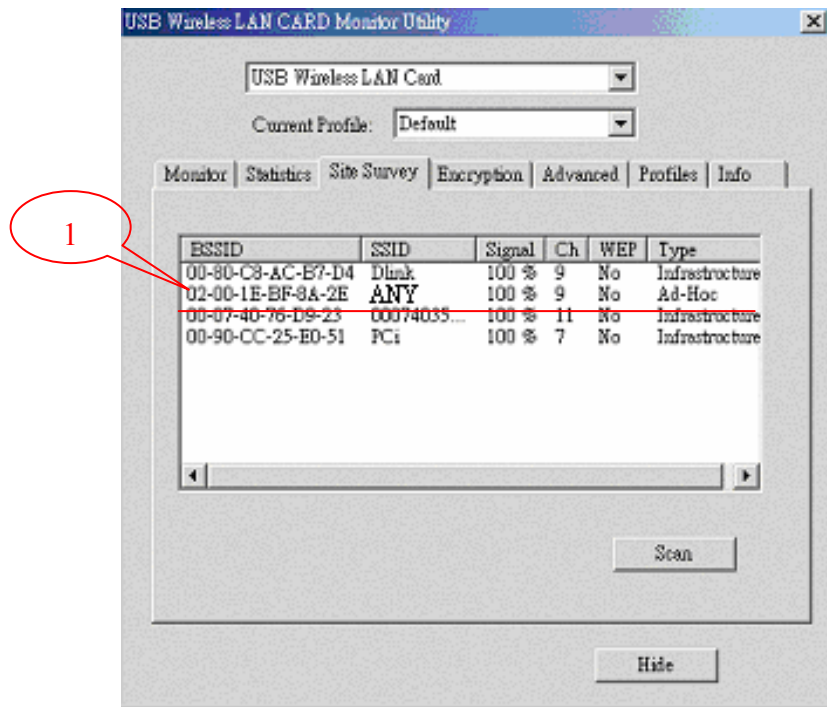 USB Wireless LAN CARD Monitor Utility
USB Wireless LAN Card
Current Profile: Default
Monitor Statistics Site Survey Encryption Advanced Profiles Info
1
BSSID SSID Signal Ch WEP Type
00-80-C8-AC-B7-D4 Dlink 100 % 9 No Infrastructure
02-00-1E-BF-8A-2E ANY 100 % 9 No Ad-Hoc
00-07-40-76-D9-23 00074035... 100 % 11 No Infrastructure
00-90-CC-25-E0-51 PCi 100 % 7 No Infrastructure
Scan
Hide